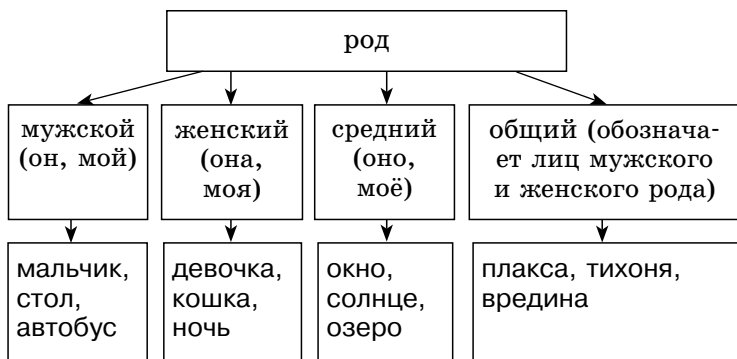 род
мужской
(он, мой)
женский
(она,
моя)
средний
(оно,
моё)
общий (обознача-
ет лиц мужского
и женского рода)
мальчик,
стол,
автобус
девочка,
кошка,
ночь
окно,
солнце,
озеро
плакса, тихоня,
вредина